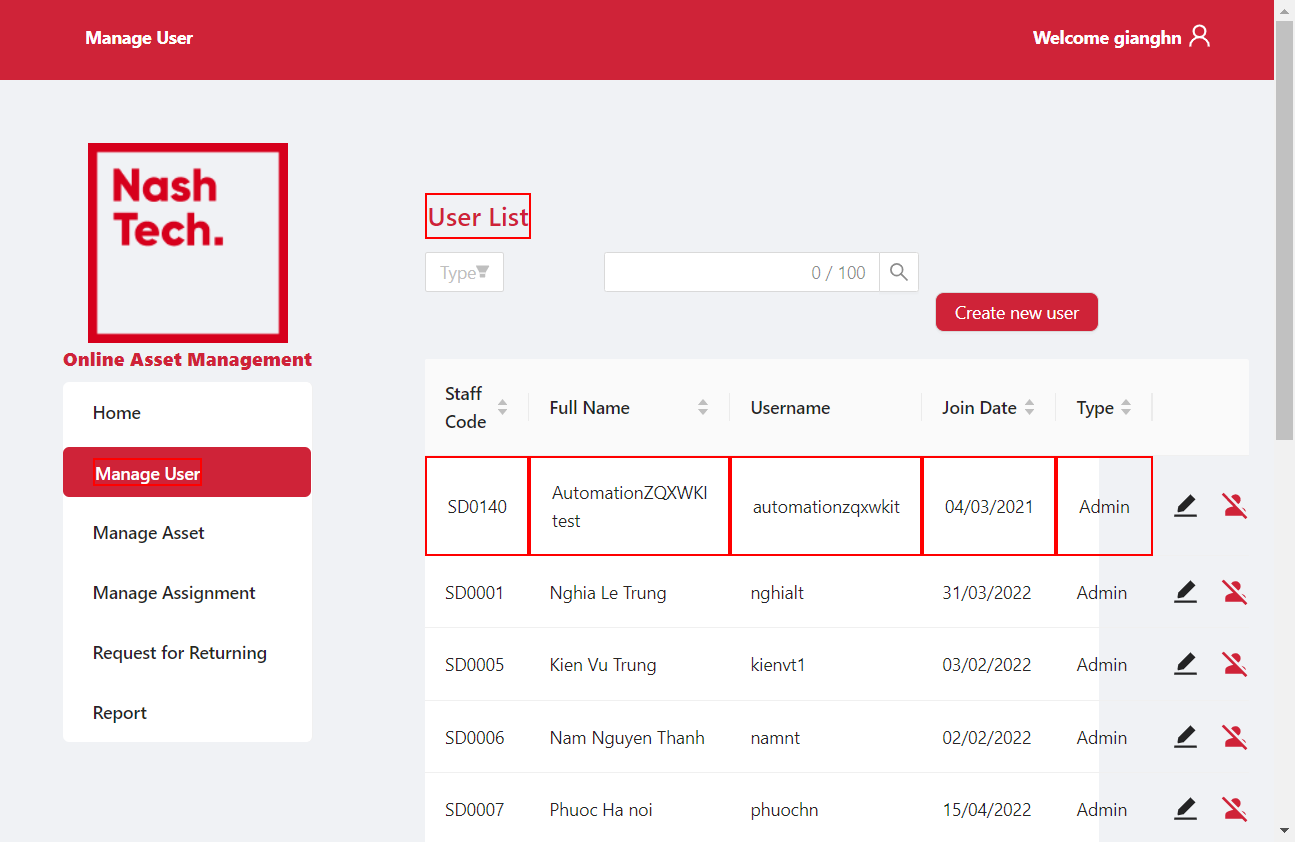 Manage User
Welcome gianghn
Nash
Tech.
Online Asset Management
Home
Manage User
Manage Asset
Manage Assignment
Request for Returning
Report
User List
Type
0 / 100
Create new user
Staff Code Full Name Username Join Date Type
SD0140 AutomationZQXWKI test automationzqxwkit 04/03/2021 Admin
SD0001 Nghia Le Trung nghialt 31/03/2022 Admin
SD0005 Kien Vu Trung kienvt1 03/02/2022 Admin
SD0006 Nam Nguyen Thanh namnt 02/02/2022 Admin
SD0007 Phuoc Ha noi phuochn 15/04/2022 Admin